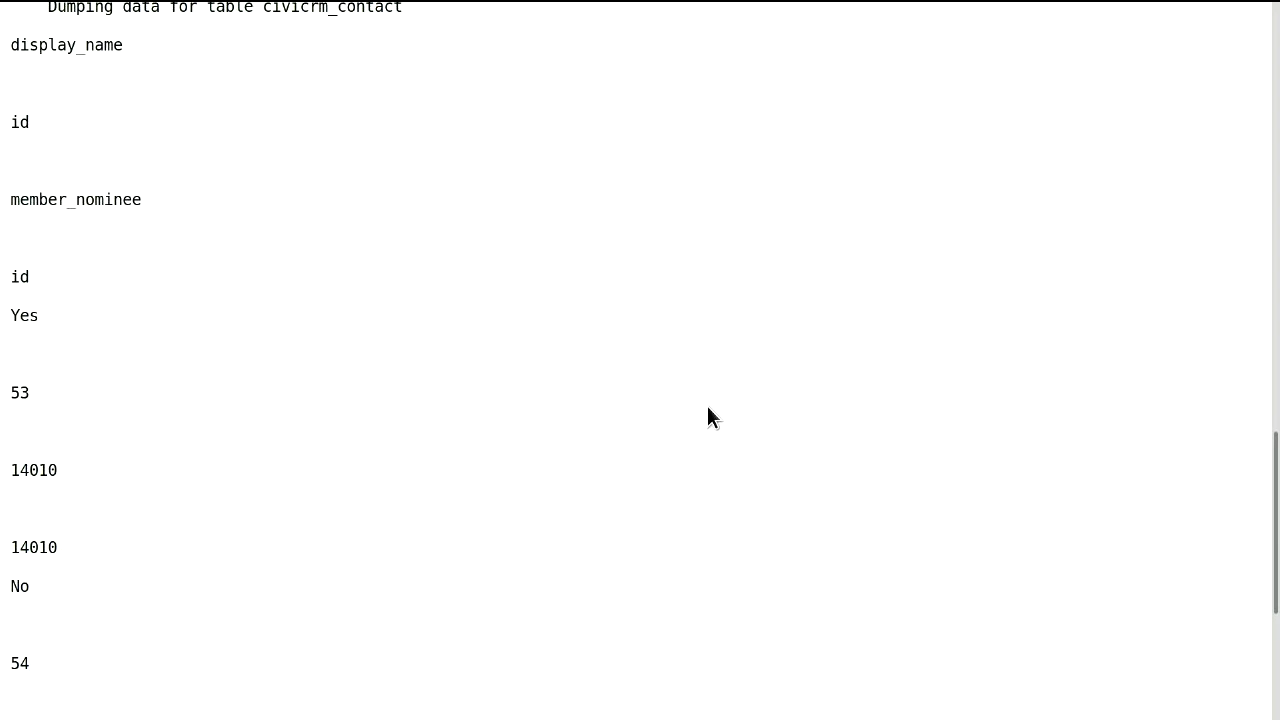 Dumping data for table civicrm_contact
display_name
id
member_nominee
id
Yes
53
14010
14010
No
54